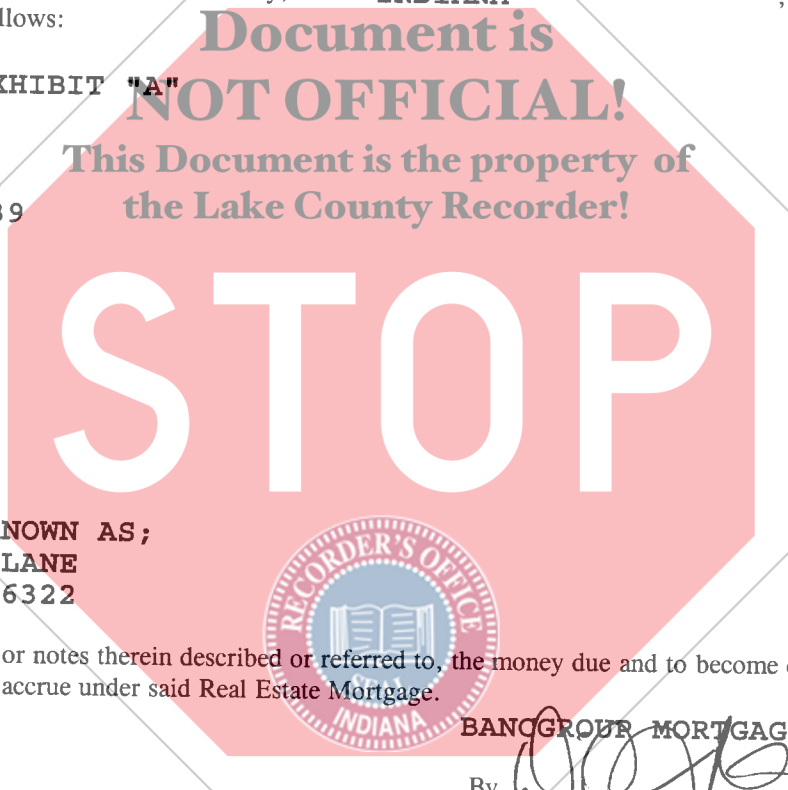 INDIANA
llows:
Document is
XHIBIT "A"
NOT OFFICIAL!
This Document is the property of
the Lake County Recorder!
39
STOP
NOWN AS;
LANE
6322
RECORDER'S OFFICE
SEAL
INDIANA
or notes therein described or referred to, the money due and to become
accrue under said Real Estate Mortgage.
BANCGROUP MORTGAG
By